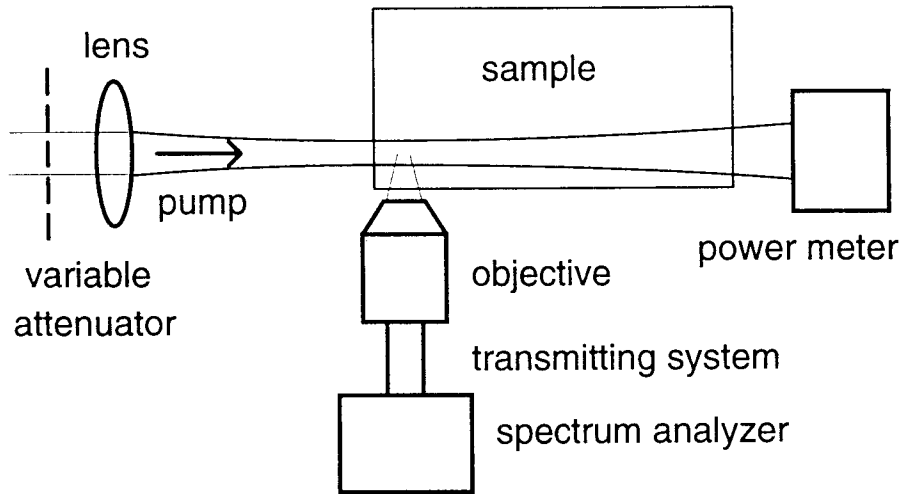 lens
sample
pump
power meter
variable
attenuator
objective
transmitting system
spectrum analyzer